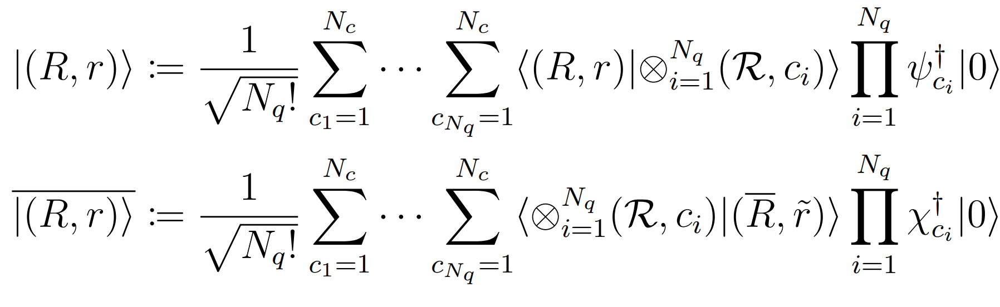 |(R, r)⟩ := \frac{1}{\sqrt{N_q!}} \sum_{c_1=1}^{N_c} \cdots \sum_{c_{N_q}=1}^{N_c} ⟨(R, r)|⊗_{i=1}^{N_q}(\mathcal{R}, c_i)⟩ \prod_{i=1}^{N_q} ψ_{c_i}^†|0⟩
\overline{|(R, r)⟩} := \frac{1}{\sqrt{N_q!}} \sum_{c_1=1}^{N_c} \cdots \sum_{c_{N_q}=1}^{N_c} ⟨⊗_{i=1}^{N_q}(\mathcal{R}, c_i)|(\overline{R}, \tilde{r})⟩ \prod_{i=1}^{N_q} χ_{c_i}^†|0⟩